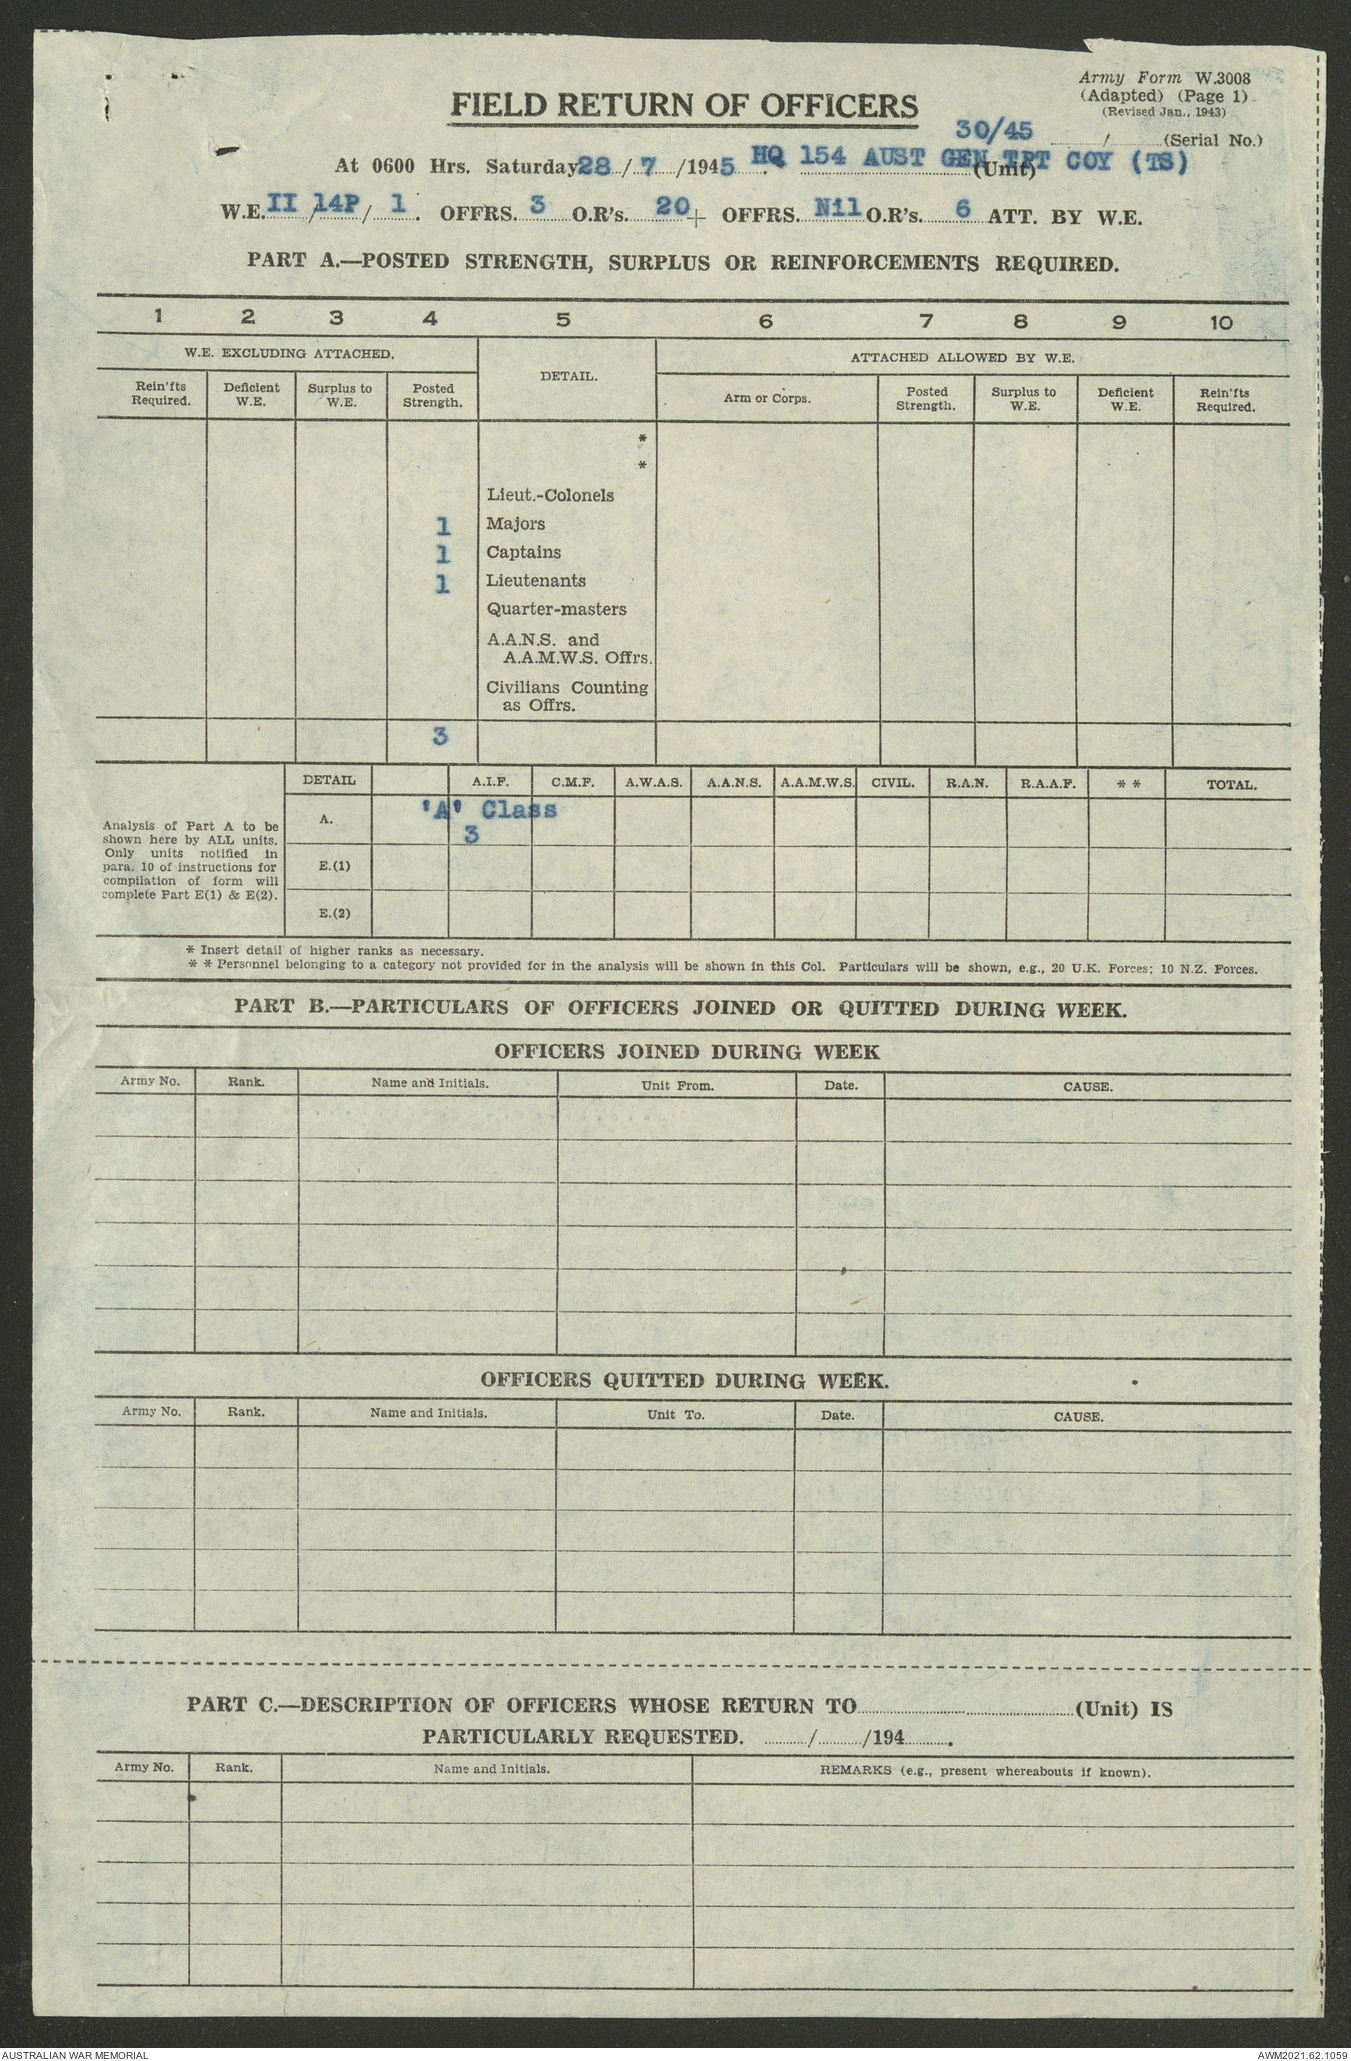 Army Form W.3008
(Adapted) (Page 1)
(Revised Jan., 1943)
FIELD RETURN OF OFFICERS
30/45 / (Serial No.)
At 0600 Hrs. Saturday 28 / 7 /1945 HQ 154 AUST GEN TPT COY (TS) (Unit)
W.E. II / 14P / 1 . OFFRS. 3 O.R's. 20 + OFFRS. Nil O.R's. 6 ATT. BY W.E.
PART A.—POSTED STRENGTH, SURPLUS OR REINFORCEMENTS REQUIRED.
1 2 3 4 5 6 7 8 9 10
W.E. EXCLUDING ATTACHED. DETAIL. ATTACHED ALLOWED BY W.E.
Rein'fts Required. Deficient W.E. Surplus to W.E. Posted Strength. Arm or Corps. Posted Strength. Surplus to W.E. Deficient W.E. Rein'fts Required.
*
*
Lieut.-Colonels
1 Majors
1 Captains
1 Lieutenants
Quarter-masters
A.A.N.S. and
A.A.M.W.S. Offrs.
Civilians Counting
as Offrs.
3
DETAIL A.I.F. C.M.F. A.W.A.S. A.A.N.S. A.A.M.W.S. CIVIL. R.A.N. R.A.A.F. * * TOTAL.
Analysis of Part A to be
shown here by ALL units.
Only units notified in
para. 10 of instructions for
compilation of form will
complete Part E(1) & E(2).
A. 'A' Class
3
E.(1)
E.(2)
* Insert detail of higher ranks as necessary.
* * Personnel belonging to a category not provided for in the analysis will be shown in this Col. Particulars will be shown, e.g., 20 U.K. Forces; 10 N.Z. Forces.
PART B.—PARTICULARS OF OFFICERS JOINED OR QUITTED DURING WEEK.
OFFICERS JOINED DURING WEEK
Army No. Rank. Name and Initials. Unit From. Date. CAUSE.
OFFICERS QUITTED DURING WEEK.
Army No. Rank. Name and Initials. Unit To. Date. CAUSE.
PART C.—DESCRIPTION OF OFFICERS WHOSE RETURN TO (Unit) IS
PARTICULARLY REQUESTED. / /194 .
Army No. Rank. Name and Initials. REMARKS (e.g., present whereabouts if known).
AUSTRALIAN WAR MEMORIAL AWM2021.62.1059